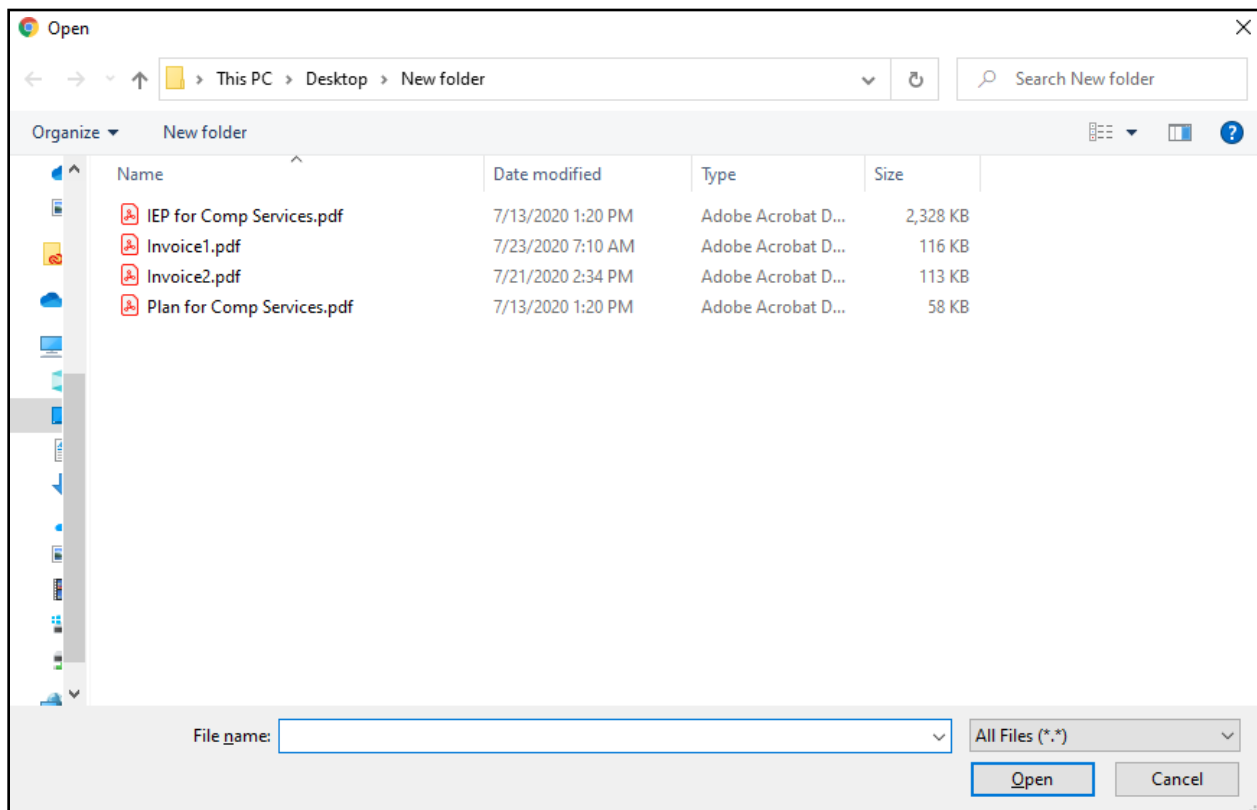 Open
This PC > Desktop > New folder
Search New folder
Organize
New folder
Name Date modified Type Size
IEP for Comp Services.pdf 7/13/2020 1:20 PM Adobe Acrobat D... 2,328 KB
Invoice1.pdf 7/23/2020 7:10 AM Adobe Acrobat D... 116 KB
Invoice2.pdf 7/21/2020 2:34 PM Adobe Acrobat D... 113 KB
Plan for Comp Services.pdf 7/13/2020 1:20 PM Adobe Acrobat D... 58 KB
File name:
All Files (*.*)
Open
Cancel